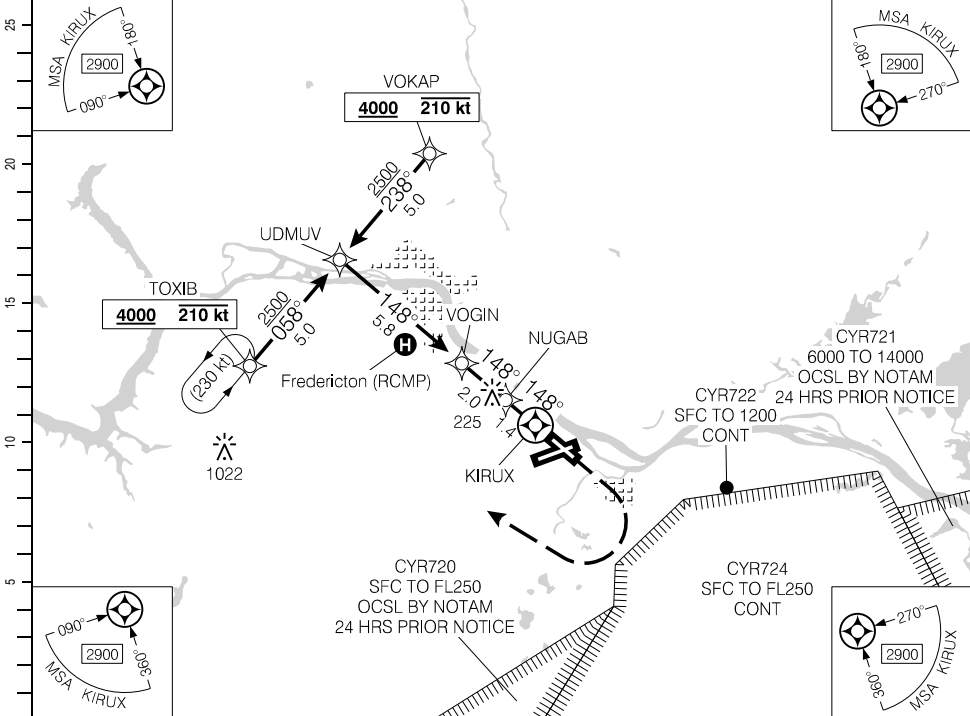 25
20
15
10
5
MSA KIRUX
180°
2900
090°
MSA KIRUX
180°
2900
270°
VOKAP
4000 210 kt
2500
238°
5.0
UDMUV
TOXIB
4000 210 kt
2500
058°
5.0
(230 kt)
148°
5.8
VOGIN
Fredericton (RCMP)
H
148°
2.0
NUGAB
148°
1.4
225
1022
KIRUX
CYR721
6000 TO 14000
OCSL BY NOTAM
24 HRS PRIOR NOTICE
CYR722
SFC TO 1200
CONT
CYR720
SFC TO FL250
OCSL BY NOTAM
24 HRS PRIOR NOTICE
CYR724
SFC TO FL250
CONT
090°
2900
360°
MSA KIRUX
270°
2900
360°
MSA KIRUX